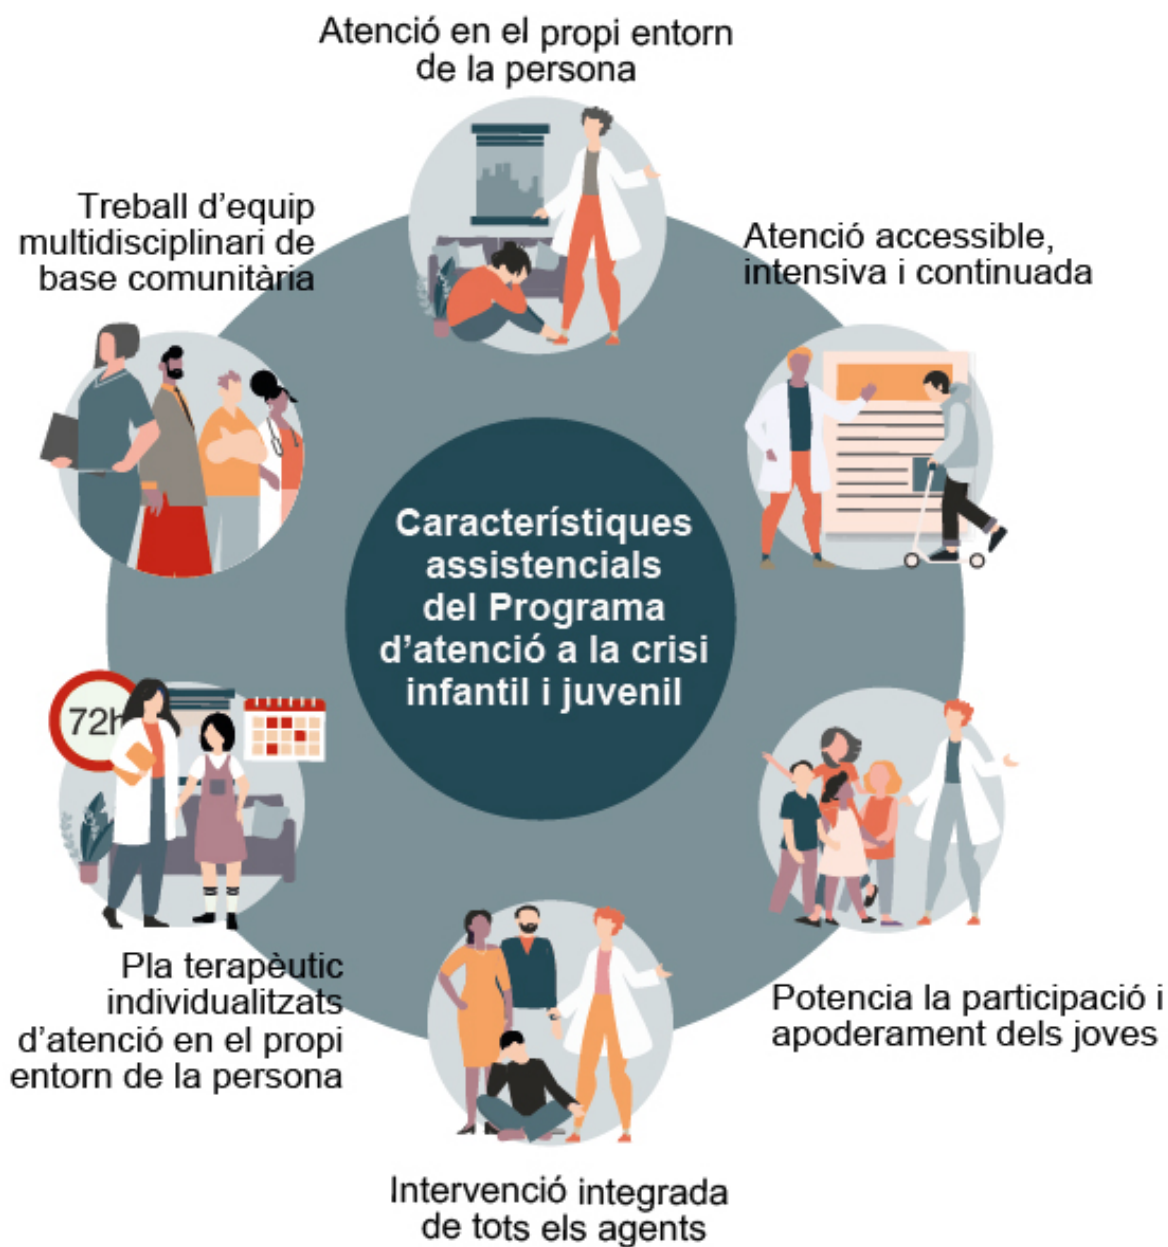 Atenció en el propi entorn
de la persona
Treball d’equip
multidisciplinari de
base comunitària
Atenció accessible,
intensiva i continuada
Característiques
assistencials
del Programa
d’atenció a la crisi
infantil i juvenil
72h
Pla terapèutic
individualitzats
d’atenció en el propi
entorn de la persona
Potencia la participació i
apoderament dels joves
Intervenció integrada
de tots els agents